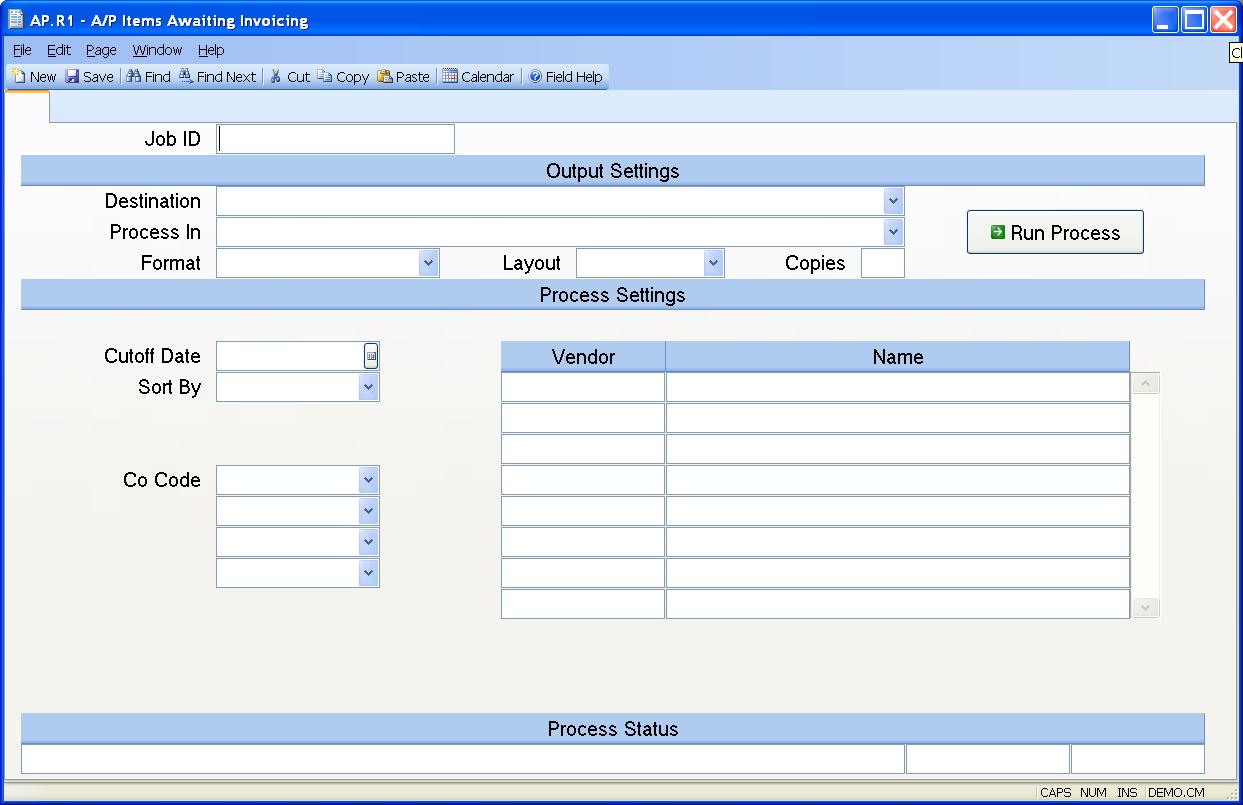 AP.R1 - A/P Items Awaiting Invoicing
File Edit Page Window Help
Cl
New Save Find Find Next Cut Copy Paste Calendar Field Help
Job ID
Output Settings
Destination
Process In
Run Process
Format Layout Copies
Process Settings
Cutoff Date
Vendor Name
Sort By
Co Code
Process Status
CAPS NUM INS DEMO.CM